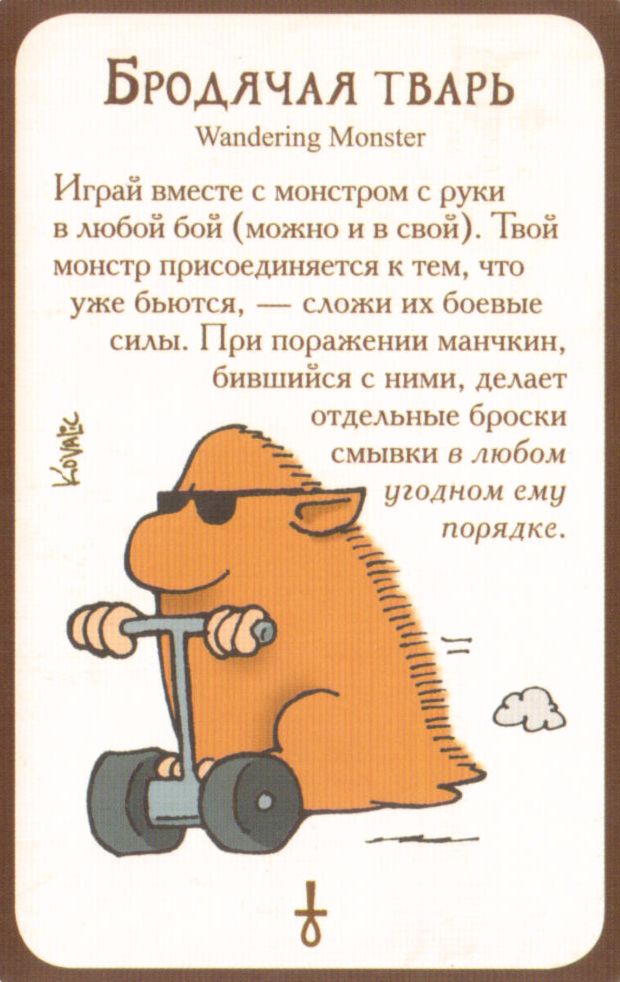 Бродячая тварь
Wandering Monster
Играй вместе с монстром с руки
в любой бой (можно и в свой). Твой
монстр присоединяется к тем, что
уже бьются, — сложи их боевые
силы. При поражении манчкин,
бившийся с ними, делает
отдельные броски
смывки в любом
угодном ему
порядке.
Kovalic